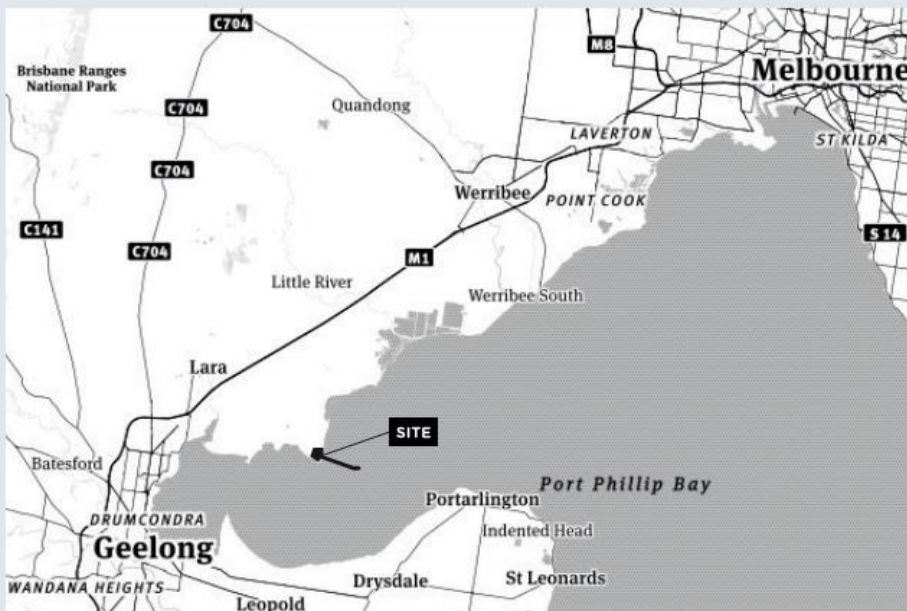 C704
M8
Brisbane Ranges
National Park
Melbourne
C704
Quandong
LAVERTON
ST KILDA
C704
Werribee
POINT COOK
C141
C704
M1
S 14
Little River
Werribee South
Lara
SITE
Batesford
Port Phillip Bay
Portarlington
DRUMCONDRA
Indented Head
Geelong
Drysdale
St Leonards
WANDANA HEIGHTS
Leopold